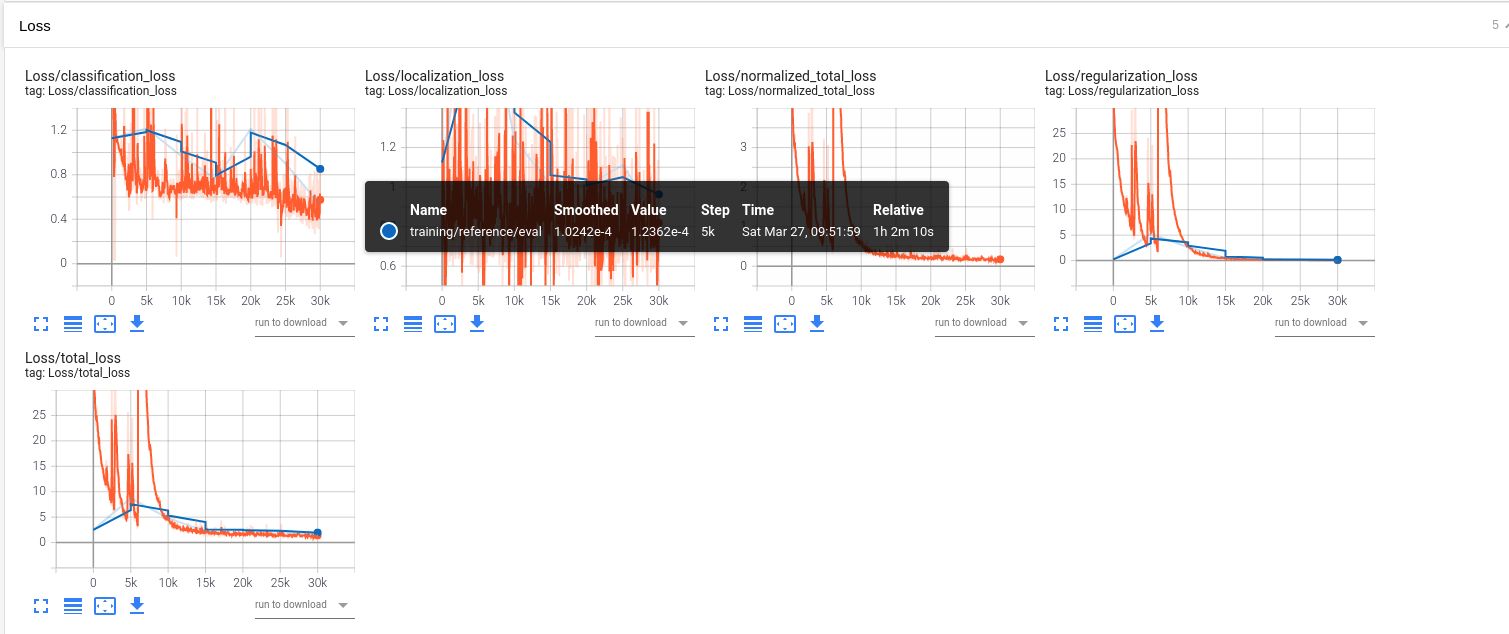 Loss
5
Loss/classification_loss
tag: Loss/classification_loss
1.2
0.8
0.4
0
0 5k 10k 15k 20k 25k 30k
run to download
Loss/localization_loss
tag: Loss/localization_loss
1.2
1
0.6
0 5k 10k 15k 20k 25k 30k
run to download
Loss/normalized_total_loss
tag: Loss/normalized_total_loss
3
2
0
0 5k 10k 15k 20k 25k 30k
run to download
Loss/regularization_loss
tag: Loss/regularization_loss
25
20
15
10
5
0
0 5k 10k 15k 20k 25k 30k
run to download
Name Smoothed Value Step Time Relative
training/reference/eval 1.0242e-4 1.2362e-4 5k Sat Mar 27, 09:51:59 1h 2m 10s
Loss/total_loss
tag: Loss/total_loss
25
20
15
10
5
0
0 5k 10k 15k 20k 25k 30k
run to download